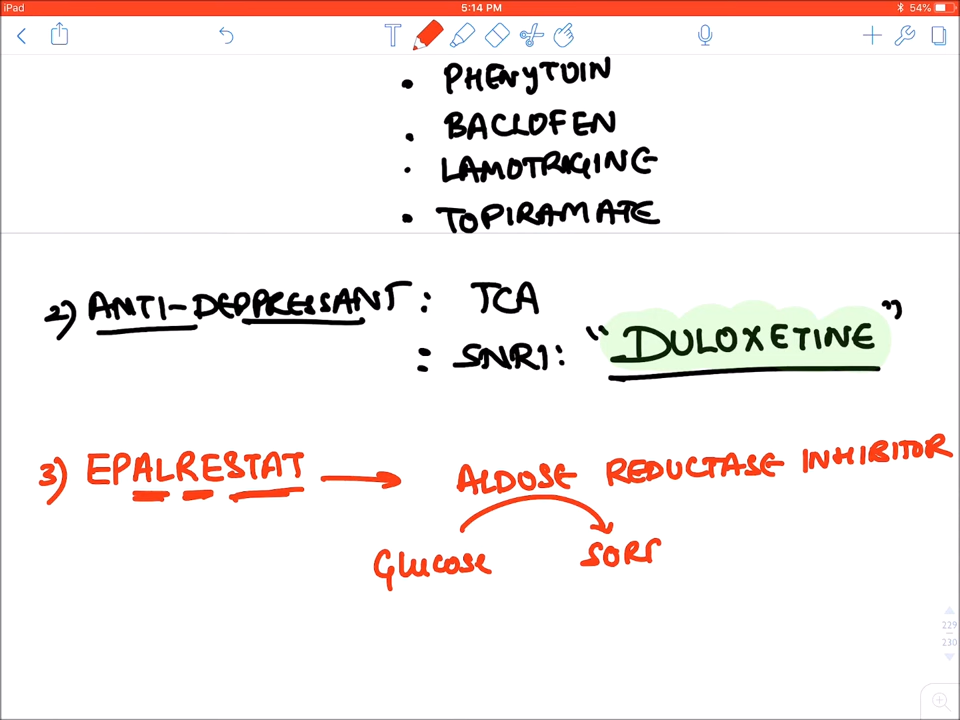 iPad 5:14 PM 54%
T
• PHENYTOIN
• BACLOFEN
• LAMOTRIGING
• TOPIRAMATE
2) ANTI-DEPPRESSANT : TCA
= SNRI: "DULOXETINE"
3) EPALRESTAT → ALDOSE REDUCTASE INHIBITOR
Glucose SORB
229
230